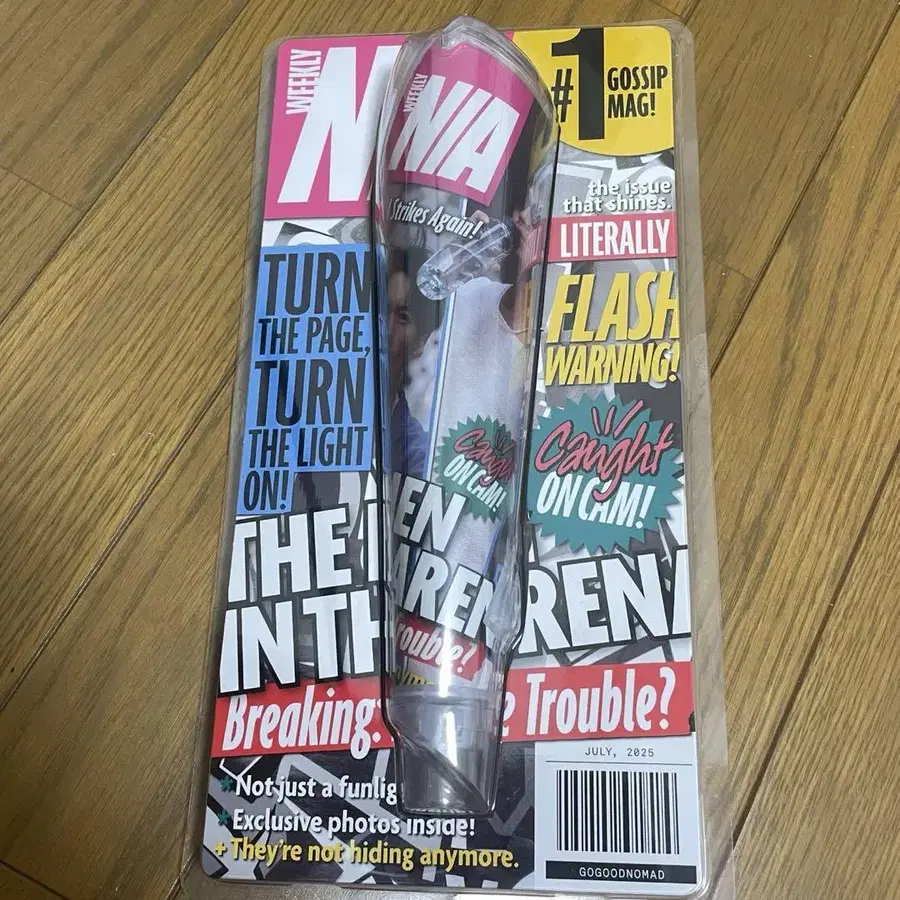 WEEKLY
N
WEEKLY
NIA
#1
GOSSIP
MAG!
Strikes Again!
the issue
that shines.
LITERALLY
TURN
THE PAGE,
TURN
THE LIGHT
ON!
FLASH
WARNING!
Caught
ON CAM!
Caught
ON CAM!
THE
IN TH
EN
AREN
RENA
Breaking:
rouble?
e Trouble?
JULY, 2025
* Not just a funlig
* Exclusive photos inside!
+ They're not hiding anymore.
GOGOODNOMAD